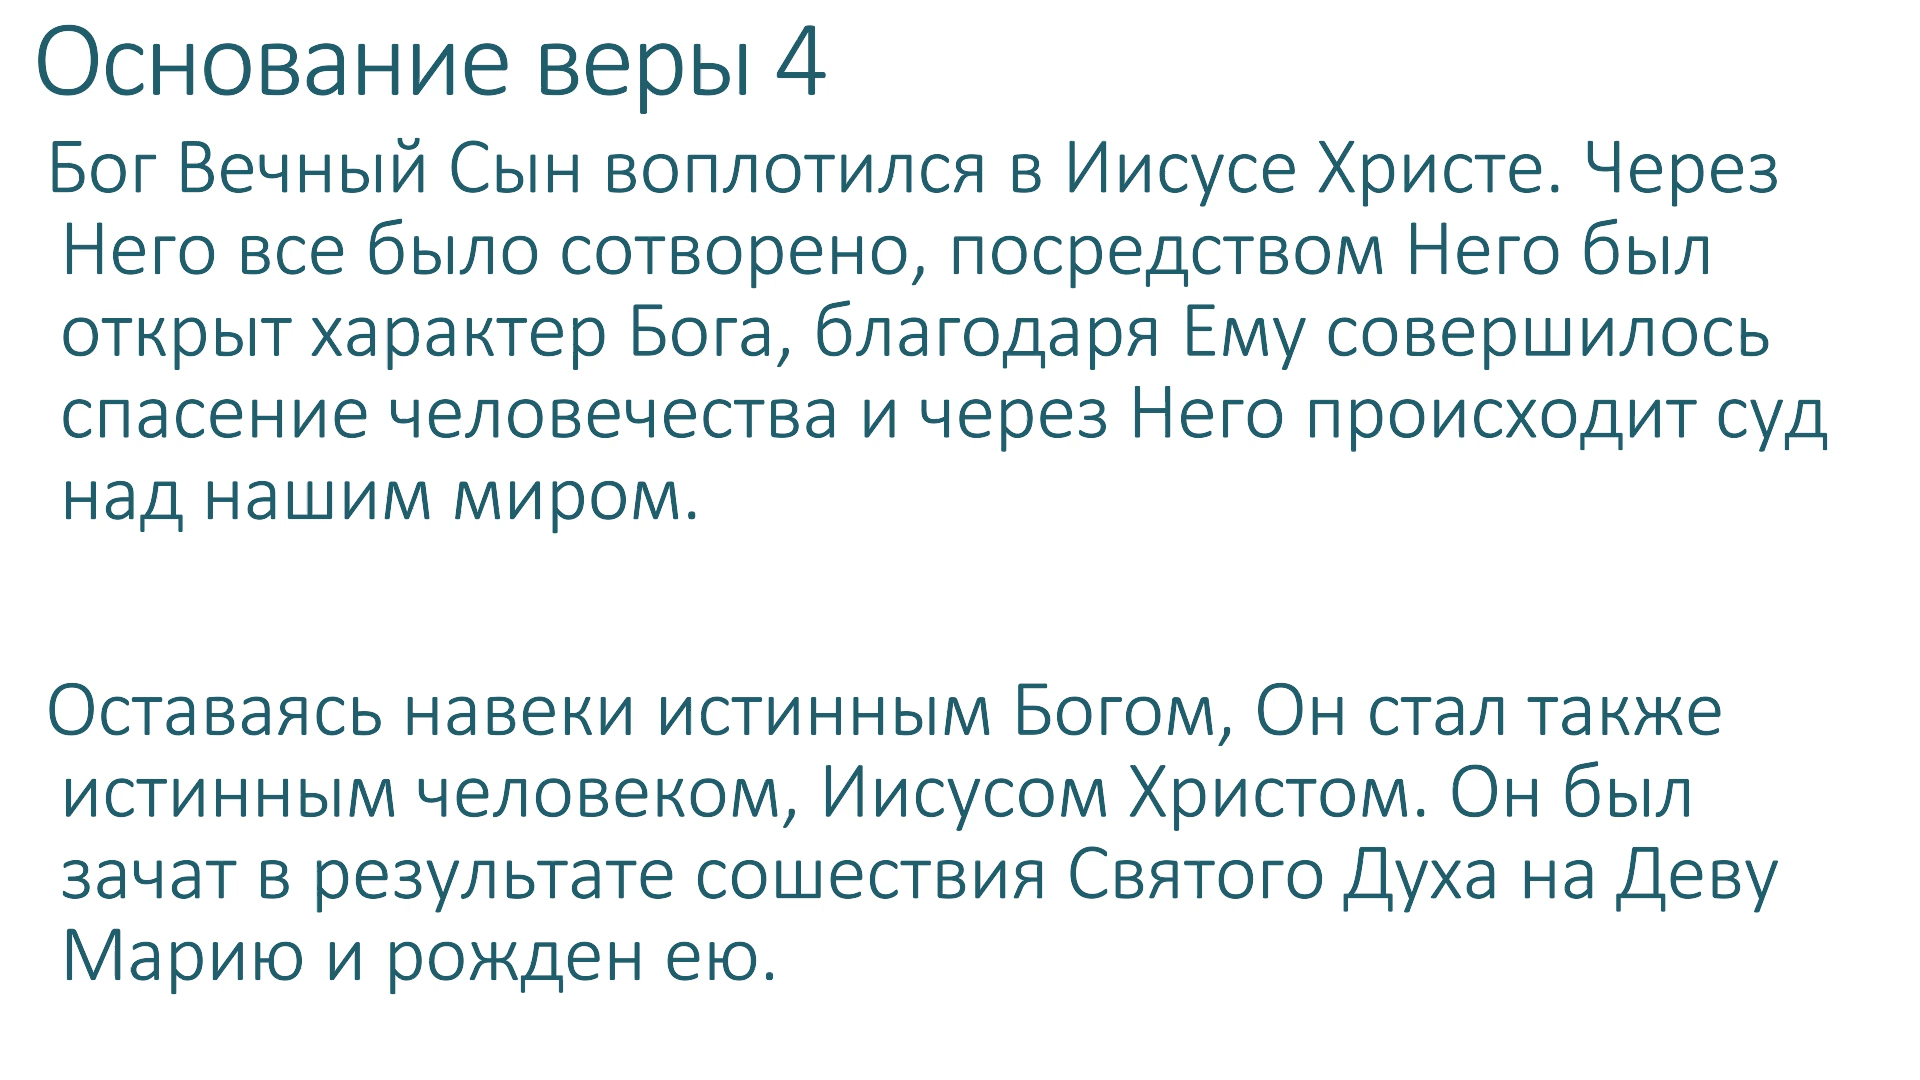 Основание веры 4
Бог Вечный Сын воплотился в Иисусе Христе. Через
Него все было сотворено, посредством Него был
открыт характер Бога, благодаря Ему совершилось
спасение человечества и через Него происходит суд
над нашим миром.
Оставаясь навеки истинным Богом, Он стал также
истинным человеком, Иисусом Христом. Он был
зачат в результате сошествия Святого Духа на Деву
Марию и рожден ею.